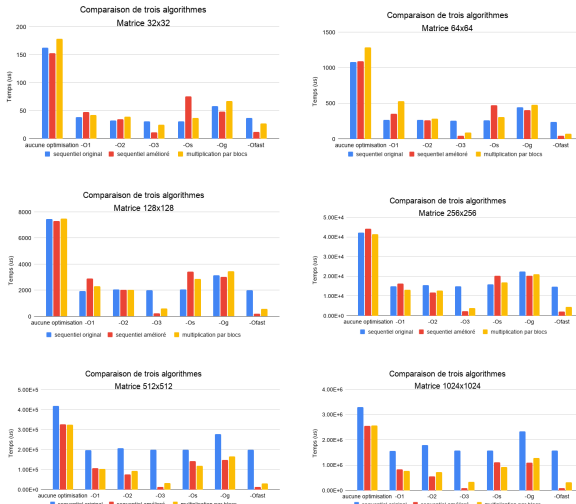 Comparaison de trois algorithmes
Matrice 32x32
200
150
100
50
0
Temps (us)
aucune optimisation -O1 -O2 -O3 -Os -Og -Ofast
sequentiel original sequentiel amélioré multiplication par blocs
Comparaison de trois algorithmes
Matrice 64x64
1500
1000
500
0
Temps (us)
aucune optimisation -O1 -O2 -O3 -Os -Og -Ofast
sequentiel original sequentiel amélioré multiplication par blocs
Comparaison de trois algorithmes
Matrice 128x128
8000
6000
4000
2000
0
Temps (us)
aucune optimisation -O1 -O2 -O3 -Os -Og -Ofast
sequentiel original sequentiel amélioré multiplication par blocs
Comparaison de trois algorithmes
Matrice 256x256
5.00E+4
4.00E+4
3.00E+4
2.00E+4
1.00E+4
0.00E+0
Temps (us)
aucune optimisation -O1 -O2 -O3 -Os -Og -Ofast
sequentiel original sequentiel amélioré multiplication par blocs
Comparaison de trois algorithmes
Matrice 512x512
5.00E+5
4.00E+5
3.00E+5
2.00E+5
1.00E+5
0.00E+0
Temps (us)
aucune optimisation -O1 -O2 -O3 -Os -Og -Ofast
Comparaison de trois algorithmes
Matrice 1024x1024
4.00E+6
3.00E+6
2.00E+6
1.00E+6
0.00E+0
Temps (us)
aucune optimisation -O1 -O2 -O3 -Os -Og -Ofast